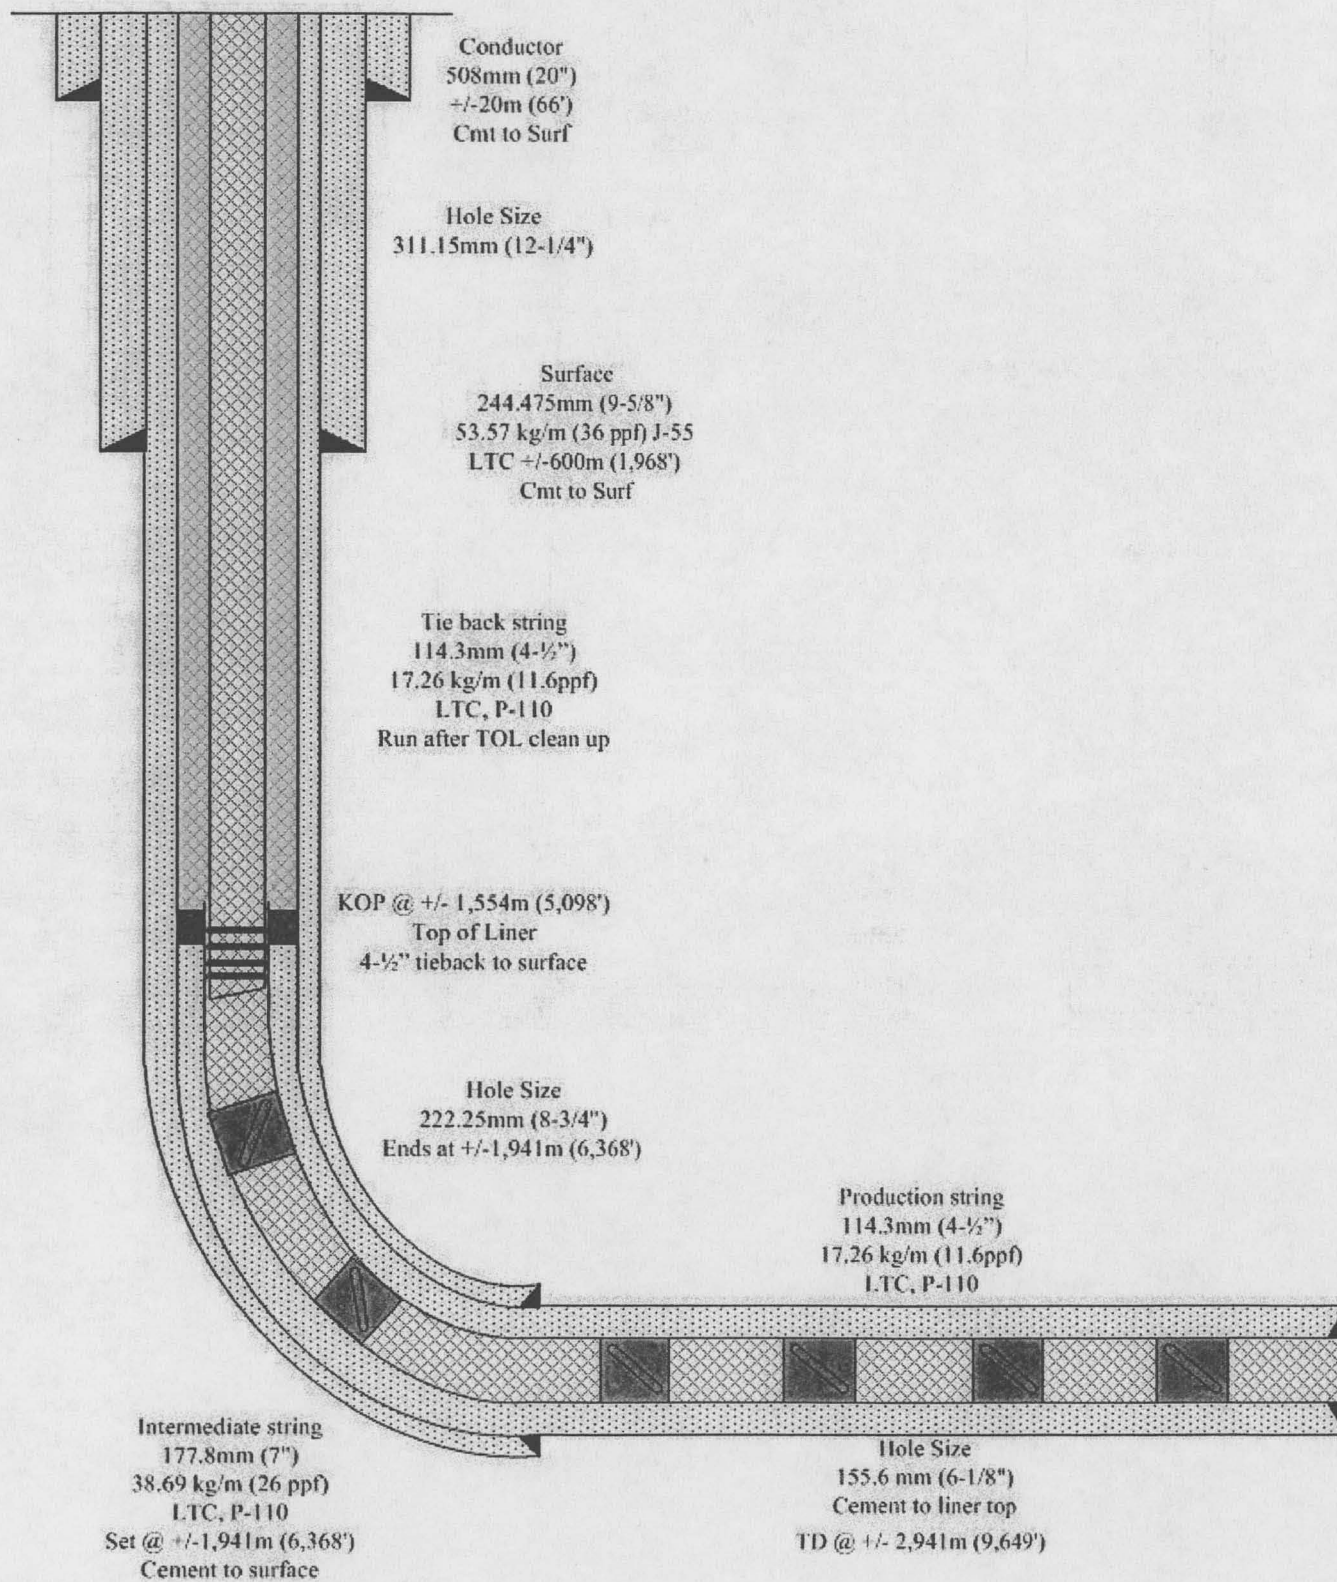 Conductor
508mm (20")
+/-20m (66')
Cmt to Surf
Hole Size
311.15mm (12-1/4")
Surface
244.475mm (9-5/8")
53.57 kg/m (36 ppf) J-55
LTC +/-600m (1,968')
Cmt to Surf
Tie back string
114.3mm (4-½”)
17.26 kg/m (11.6ppf)
LTC, P-110
Run after TOL clean up
KOP @ +/- 1,554m (5,098')
Top of Liner
4-½” tieback to surface
Hole Size
222.25mm (8-3/4")
Ends at +/-1,941m (6,368')
Production string
114.3mm (4-½”)
17.26 kg/m (11.6ppf)
LTC, P-110
Intermediate string
177.8mm (7")
38.69 kg/m (26 ppf)
LTC, P-110
Set @ +/-1,941m (6,368')
Cement to surface
Hole Size
155.6 mm (6-1/8")
Cement to liner top
TD @ +/- 2,941m (9,649')